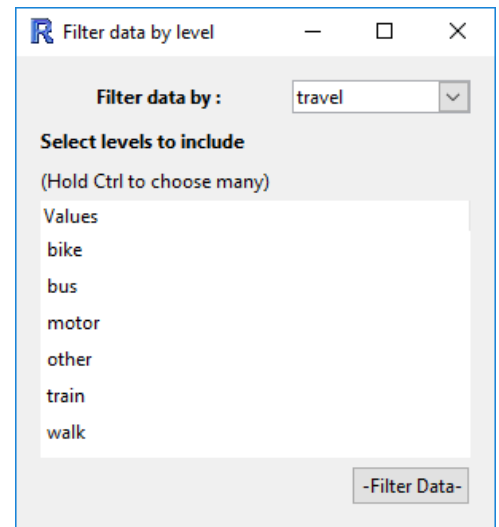 Filter data by level
Filter data by : travel
Select levels to include
(Hold Ctrl to choose many)
Values
bike
bus
motor
other
train
walk
-Filter Data-